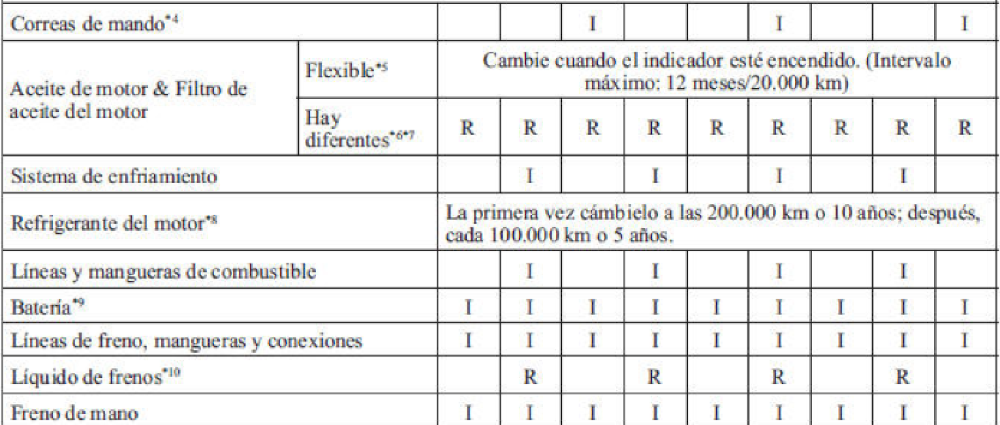 Correas de mando*4 I I I
Flexible*5 Cambie cuando el indicador esté encendido. (Intervalo
máximo: 12 meses/20.000 km)
Aceite de motor & Filtro de
aceite del motor
Hay
diferentes*6*7 R R R R R R R R R
Sistema de enfriamiento I I I I
Refrigerante del motor*8 La primera vez cámbielo a las 200.000 km o 10 años; después,
cada 100.000 km o 5 años.
Líneas y mangueras de combustible I I I I
Batería*9 I I I I I I I I I
Líneas de freno, mangueras y conexiones I I I I I I I I I
Líquido de frenos*10 R R R R
Freno de mano I I I I I I I I I